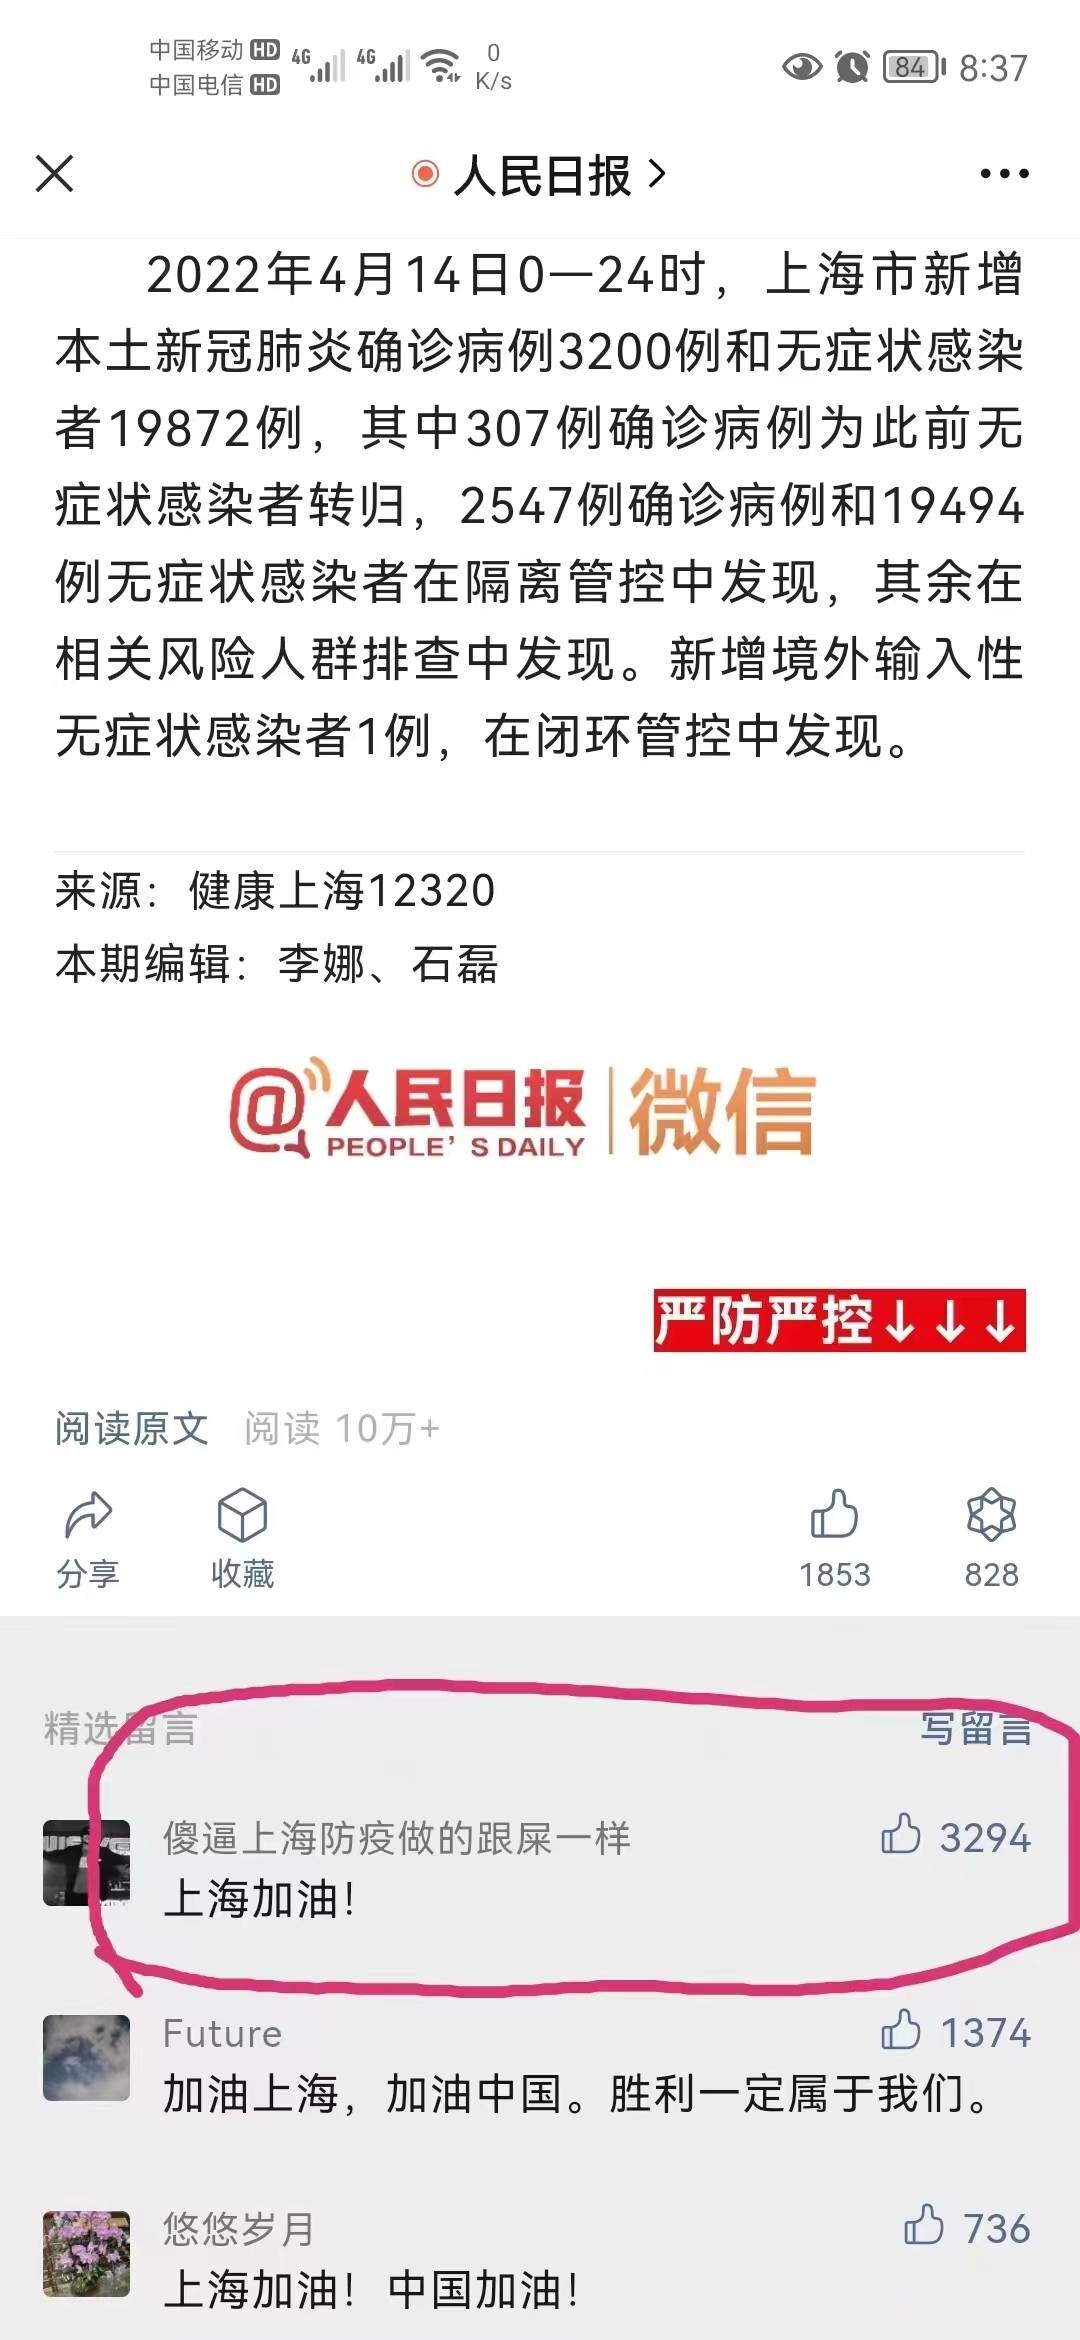 中国移动 HD 4G 4G 0 84 8:37
中国电信 HD K/s
人民日报
2022年4月14日0—24时，上海市新增
本土新冠肺炎确诊病例3200例和无症状感染
者19872例，其中307例确诊病例为此前无
症状感染者转归，2547例确诊病例和19494
例无症状感染者在隔离管控中发现，其余在
相关风险人群排查中发现。新增境外输入性
无症状感染者1例，在闭环管控中发现。
来源：健康上海12320
本期编辑：李娜、石磊
@人民日报 微信
PEOPLE’S DAILY
严防严控↓↓↓
阅读原文 阅读 10万+
分享 收藏 1853 828
精选留言 写留言
傻逼上海防疫做的跟屎一样 3294
上海加油！
Future 1374
加油上海，加油中国。胜利一定属于我们。
悠悠岁月 736
上海加油！中国加油！